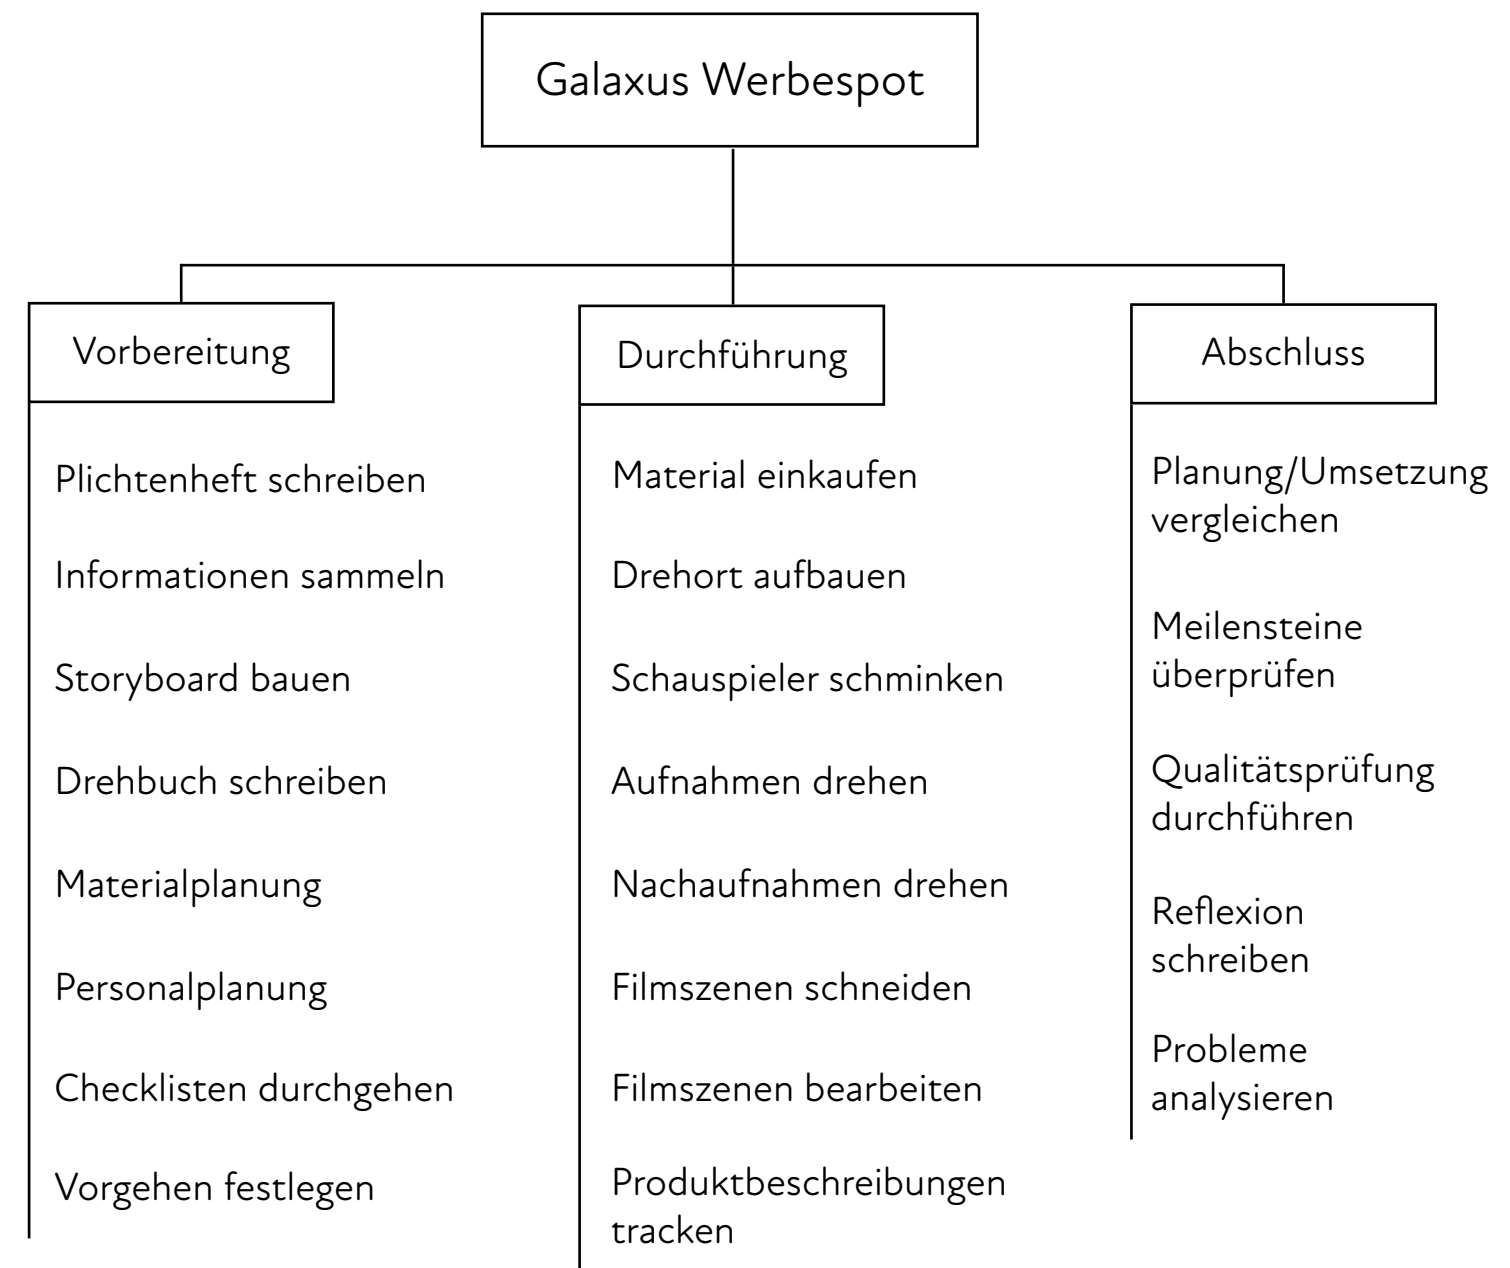 Galaxus Werbespot
Vorbereitung
Plichtenheft schreiben
Informationen sammeln
Storyboard bauen
Drehbuch schreiben
Materialplanung
Personalplanung
Checklisten durchgehen
Vorgehen festlegen
Durchführung
Material einkaufen
Drehort aufbauen
Schauspieler schminken
Aufnahmen drehen
Nachaufnahmen drehen
Filmszenen schneiden
Filmszenen bearbeiten
Produktbeschreibungen
tracken
Abschluss
Planung/Umsetzung
vergleichen
Meilensteine
überprüfen
Qualitätsprüfung
durchführen
Reflexion
schreiben
Probleme
analysieren